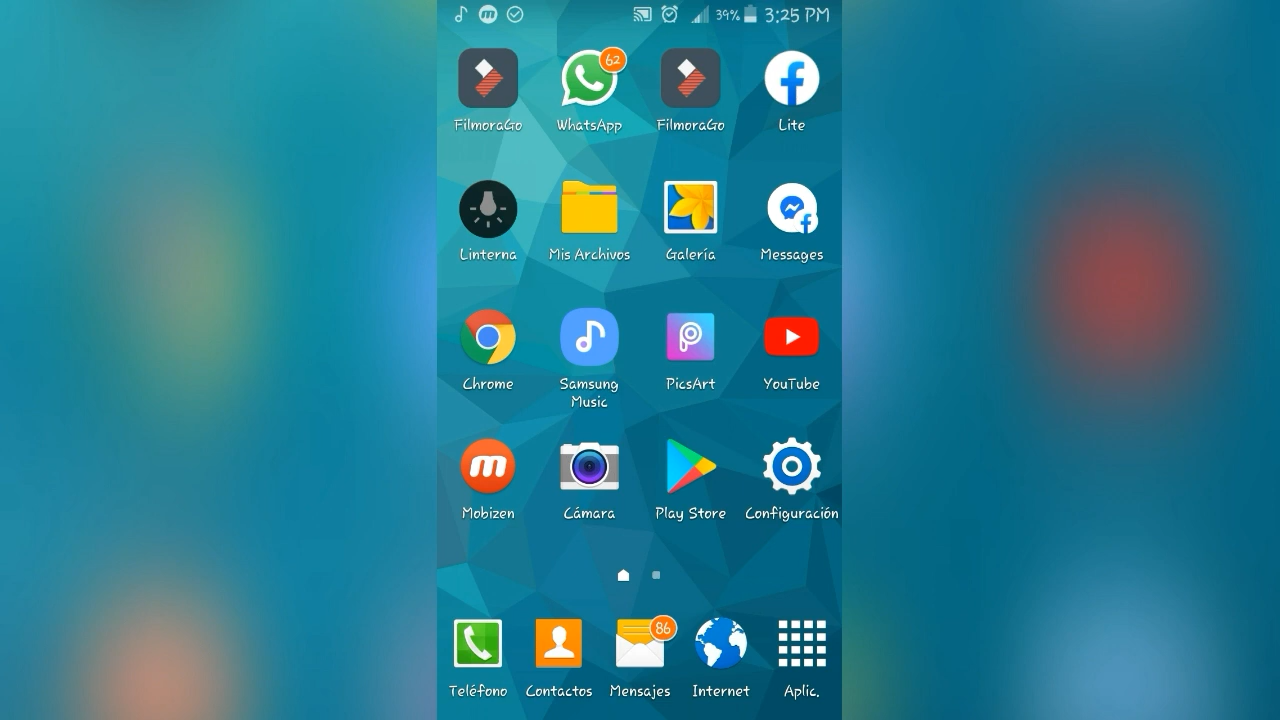 39% 3:25 PM
62
FilmoraGo WhatsApp FilmoraGo Lite
Linterna Mis Archivos Galería Messages
Chrome Samsung Music PicsArt YouTube
Mobizen Cámara Play Store Configuración
86
Teléfono Contactos Mensajes Internet Aplic.